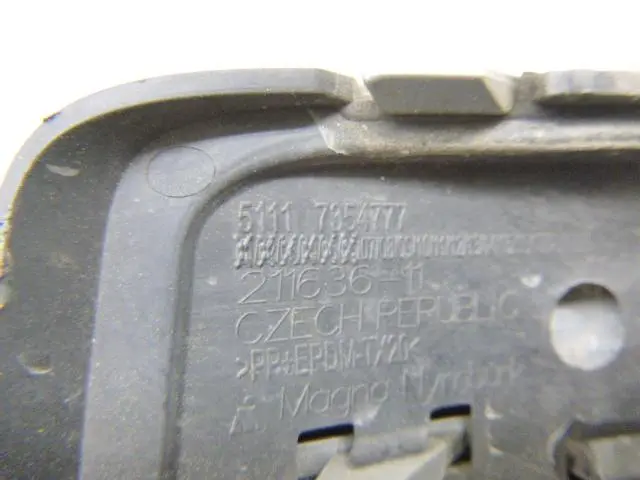 5111 7354777
211636-11
CZECH REPUBLIC
>PP+EPDM-TX20<
Magna Nymburk